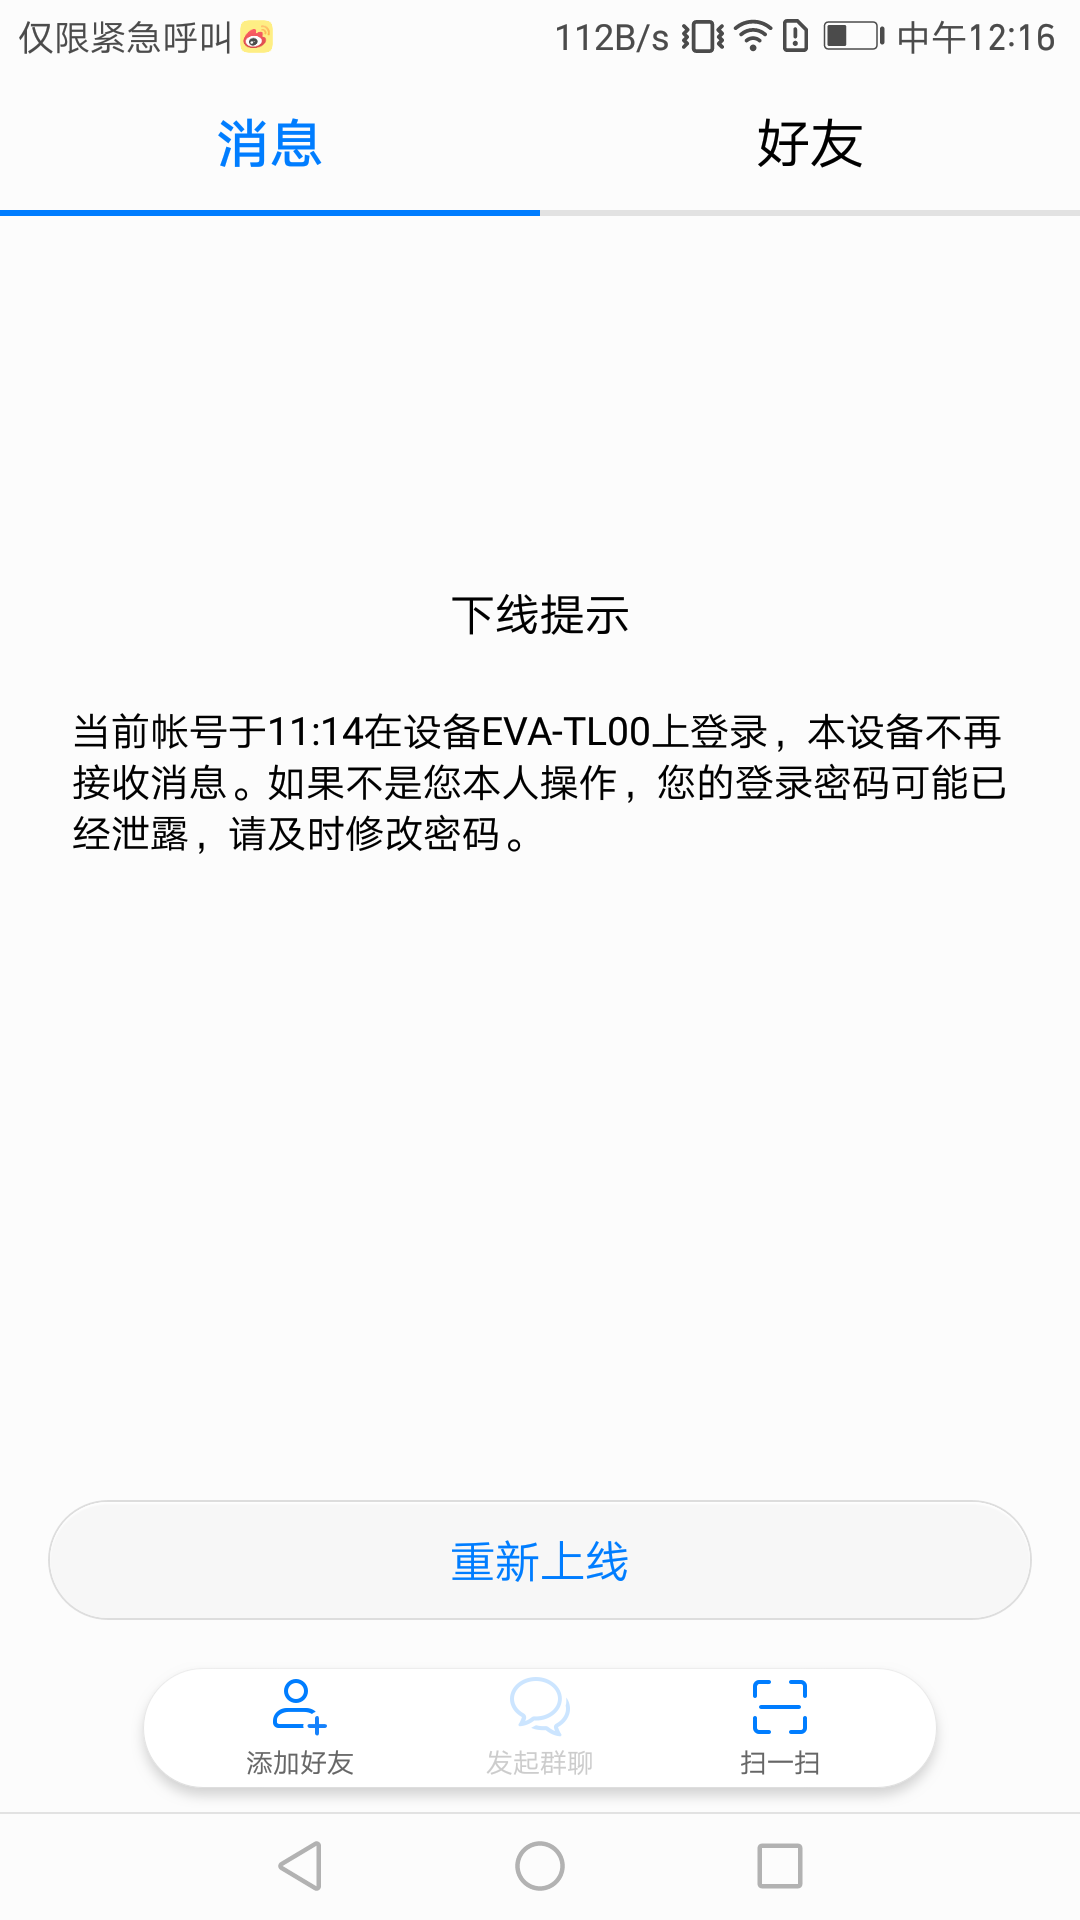 仅限紧急呼叫 112B/s 中午12:16
消息 好友
下线提示
当前帐号于11:14在设备EVA-TL00上登录，本设备不再
接收消息。如果不是您本人操作，您的登录密码可能已
经泄露，请及时修改密码。
重新上线
添加好友 发起群聊 扫一扫